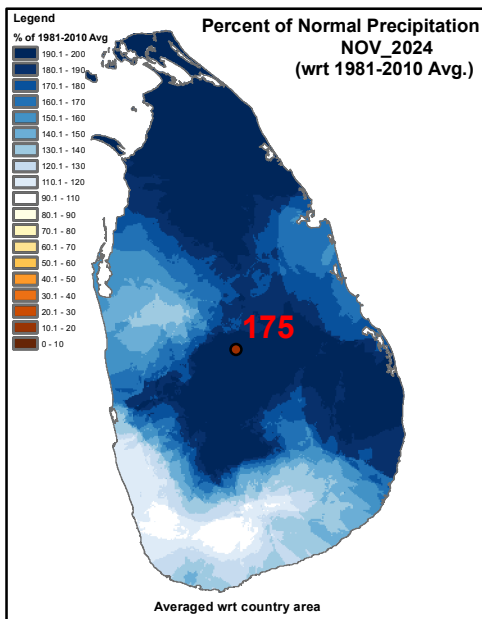 Percent of Normal Precipitation
NOV_2024
(wrt 1981-2010 Avg.)
Legend
% of 1981-2010 Avg
190.1 - 200
180.1 - 190
170.1 - 180
160.1 - 170
150.1 - 160
140.1 - 150
130.1 - 140
120.1 - 130
110.1 - 120
90.1 - 110
80.1 - 90
70.1 - 80
60.1 - 70
50.1 - 60
40.1 - 50
30.1 - 40
20.1 - 30
10.1 - 20
0 - 10
175
Averaged wrt country area